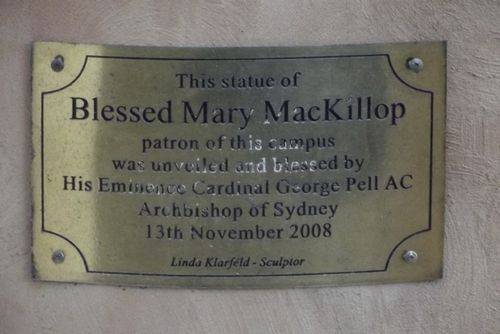 This statue of
Blessed Mary MacKillop
patron of this campus
was unveiled and blessed by
His Eminence Cardinal George Pell AC
Archbishop of Sydney
13th November 2008
Linda Klarfeld - Sculptor